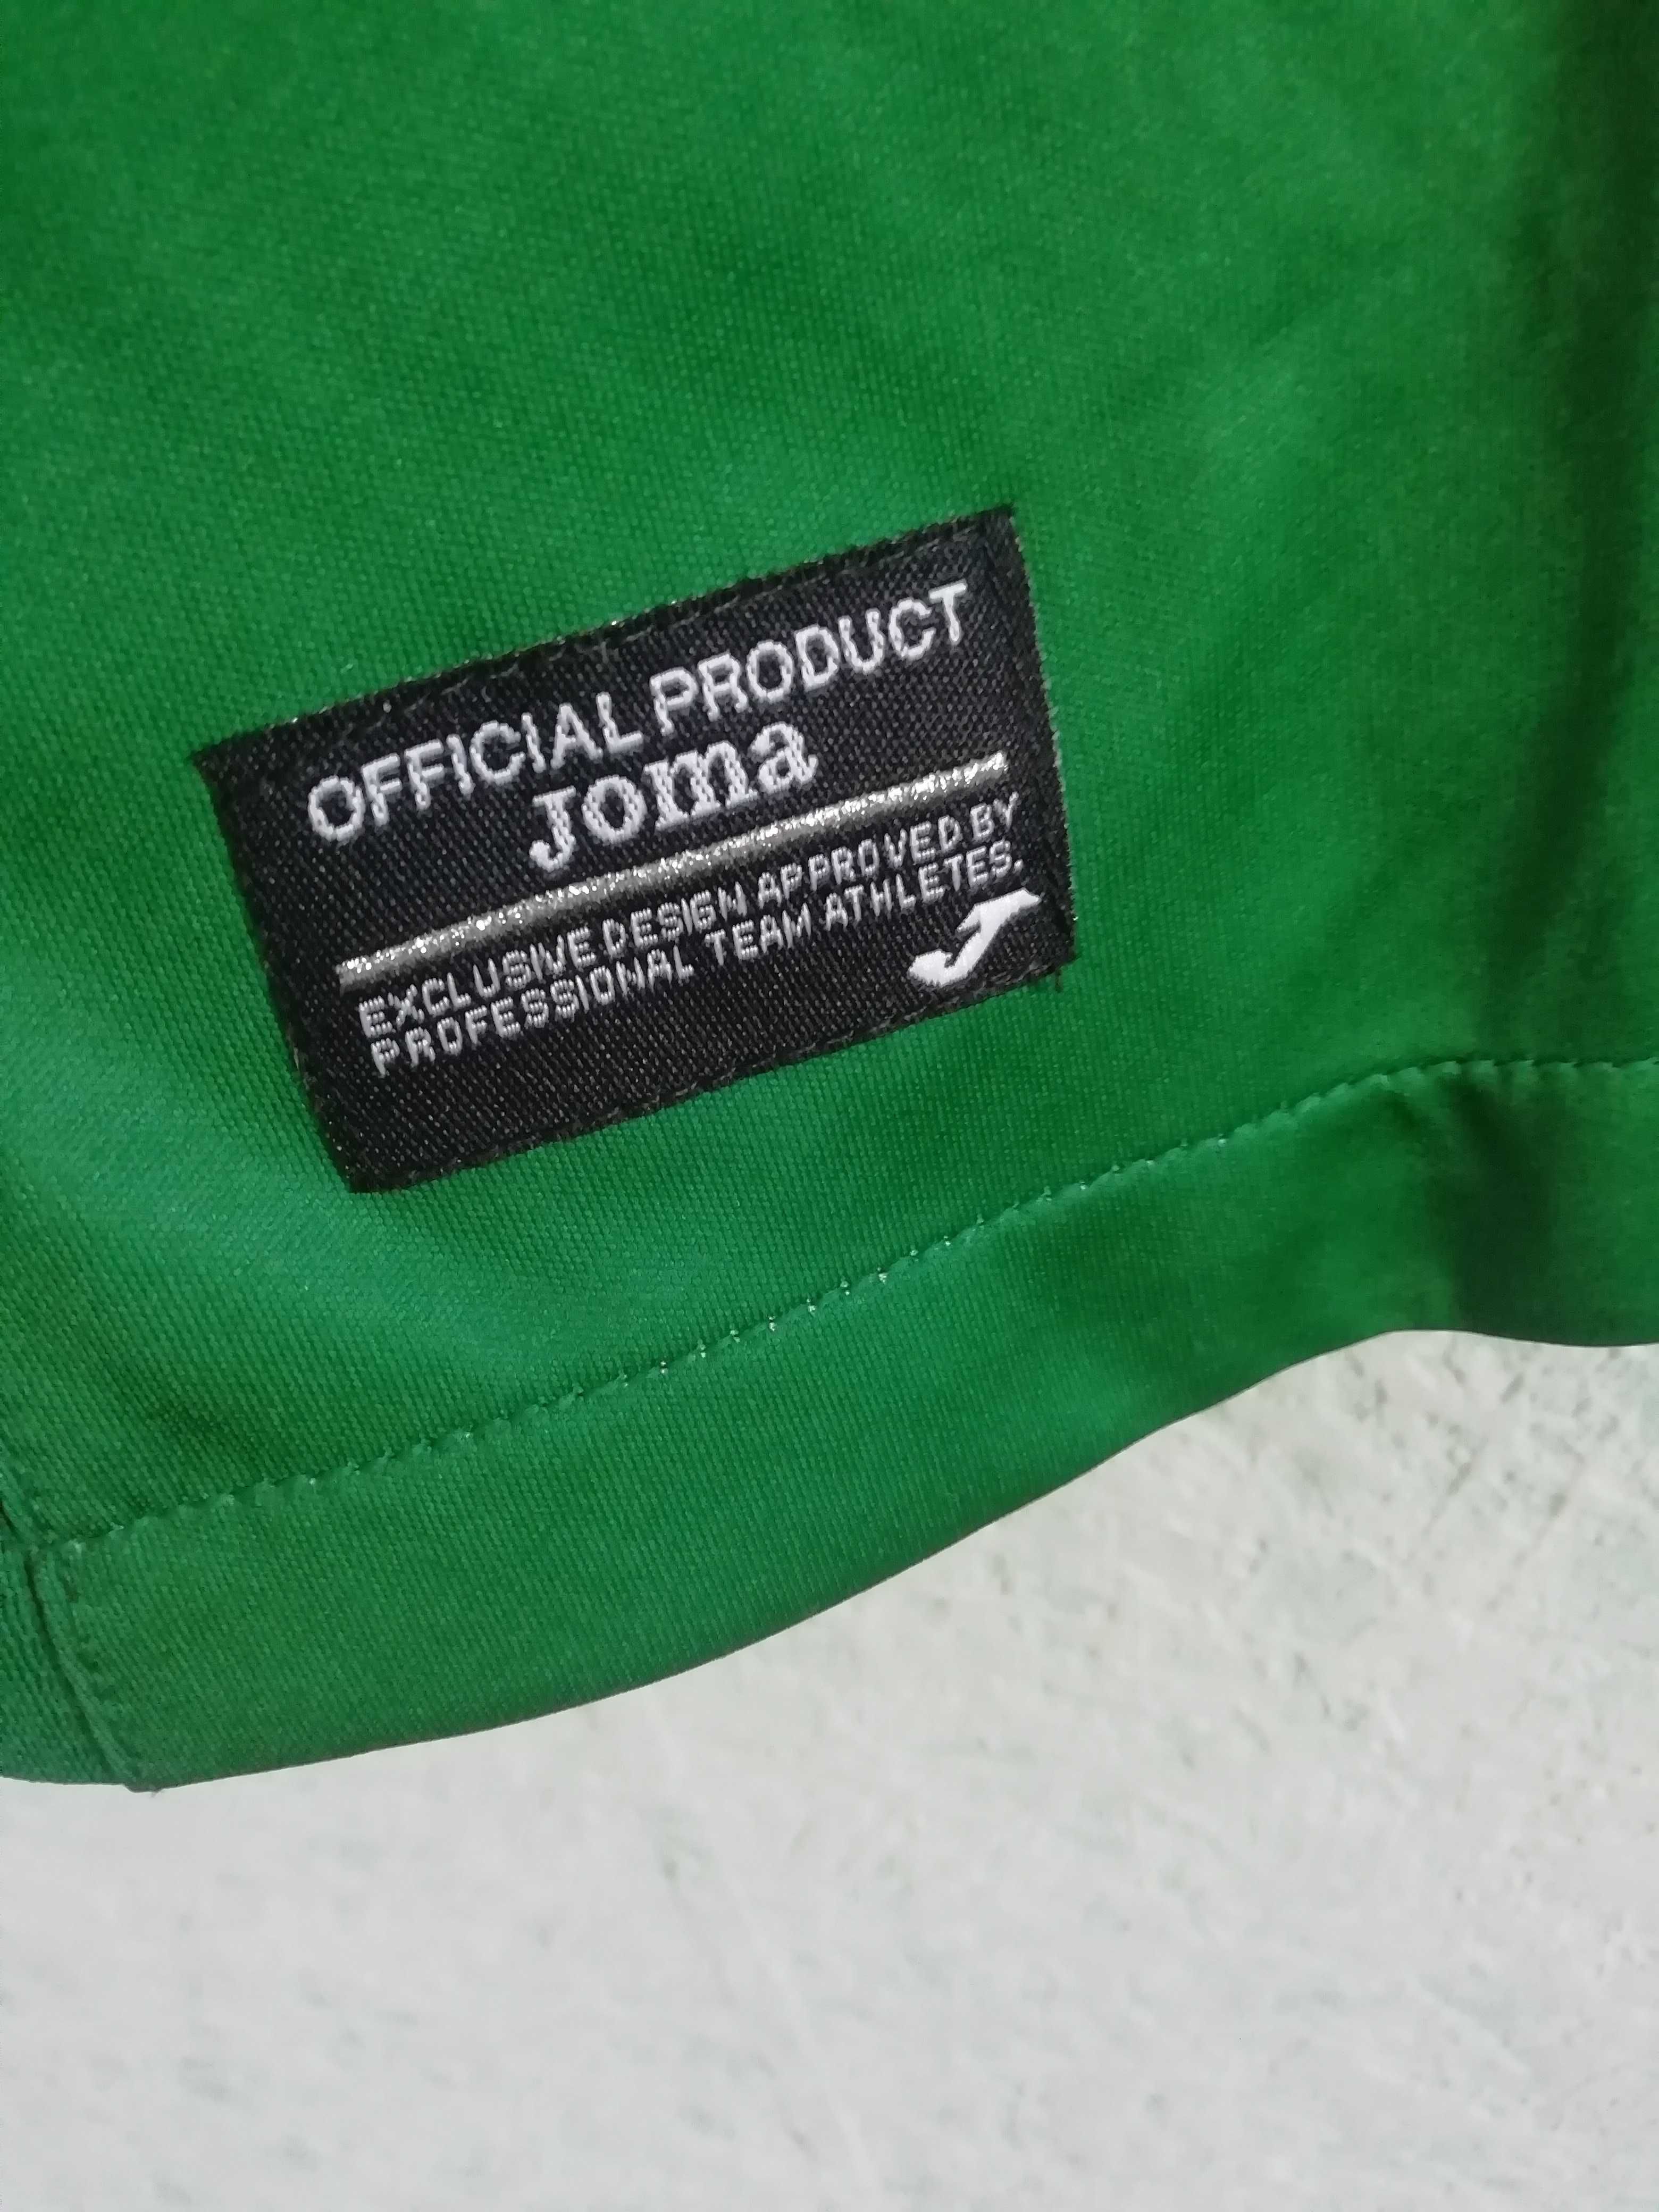 OFFICIAL PRODUCT
Joma
EXCLUSIVE DESIGN APPROVED BY
PROFESSIONAL TEAM ATHLETES.